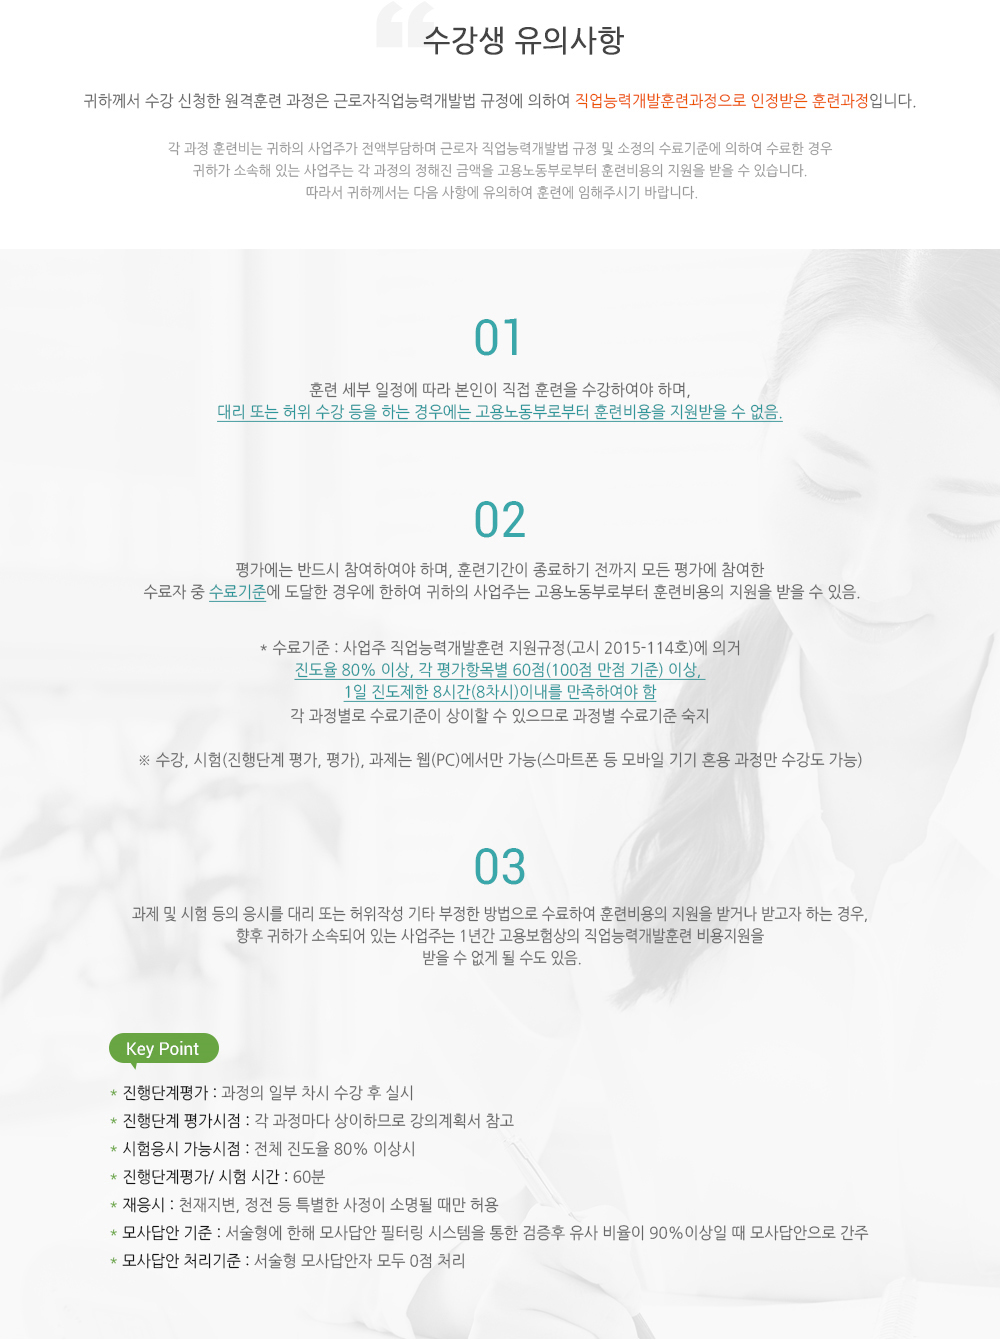 수강생 유의사항
귀하께서 수강 신청한 원격훈련 과정은 근로자직업능력개발법 규정에 의하여 직업능력개발훈련과정으로 인정받은 훈련과정입니다.
각 과정 훈련비는 귀하의 사업주가 전액부담하며 근로자 직업능력개발법 규정 및 소정의 수료기준에 의하여 수료한 경우
귀하가 소속해 있는 사업주는 각 과정의 정해진 금액을 고용노동부로부터 훈련비용의 지원을 받을 수 있습니다.
따라서 귀하께서는 다음 사항에 유의하여 훈련에 임해주시기 바랍니다.
01
훈련 세부 일정에 따라 본인이 직접 훈련을 수강하여야 하며,
대리 또는 허위 수강 등을 하는 경우에는 고용노동부로부터 훈련비용을 지원받을 수 없음.
02
평가에는 반드시 참여하여야 하며, 훈련기간이 종료하기 전까지 모든 평가에 참여한
수료자 중 수료기준에 도달한 경우에 한하여 귀하의 사업주는 고용노동부로부터 훈련비용의 지원을 받을 수 있음.
* 수료기준 : 사업주 직업능력개발훈련 지원규정(고시 2015-114호)에 의거
진도율 80% 이상, 각 평가항목별 60점(100점 만점 기준) 이상,
1일 진도제한 8시간(8차시)이내를 만족하여야 함
각 과정별로 수료기준이 상이할 수 있으므로 과정별 수료기준 숙지
※ 수강, 시험(진행단계 평가, 평가), 과제는 웹(PC)에서만 가능(스마트폰 등 모바일 기기 혼용 과정만 수강도 가능)
03
과제 및 시험 등의 응시를 대리 또는 허위작성 기타 부정한 방법으로 수료하여 훈련비용의 지원을 받거나 받고자 하는 경우,
향후 귀하가 소속되어 있는 사업주는 1년간 고용보험상의 직업능력개발훈련 비용지원을
받을 수 없게 될 수도 있음.
Key Point
* 진행단계평가 : 과정의 일부 차시 수강 후 실시
* 진행단계 평가시점 : 각 과정마다 상이하므로 강의계획서 참고
* 시험응시 가능시점 : 전체 진도율 80% 이상시
* 진행단계평가/ 시험 시간 : 60분
* 재응시 : 천재지변, 정전 등 특별한 사정이 소명될 때만 허용
* 모사답안 기준 : 서술형에 한해 모사답안 필터링 시스템을 통한 검증후 유사 비율이 90%이상일 때 모사답안으로 간주
* 모사답안 처리기준 : 서술형 모사답안자 모두 0점 처리